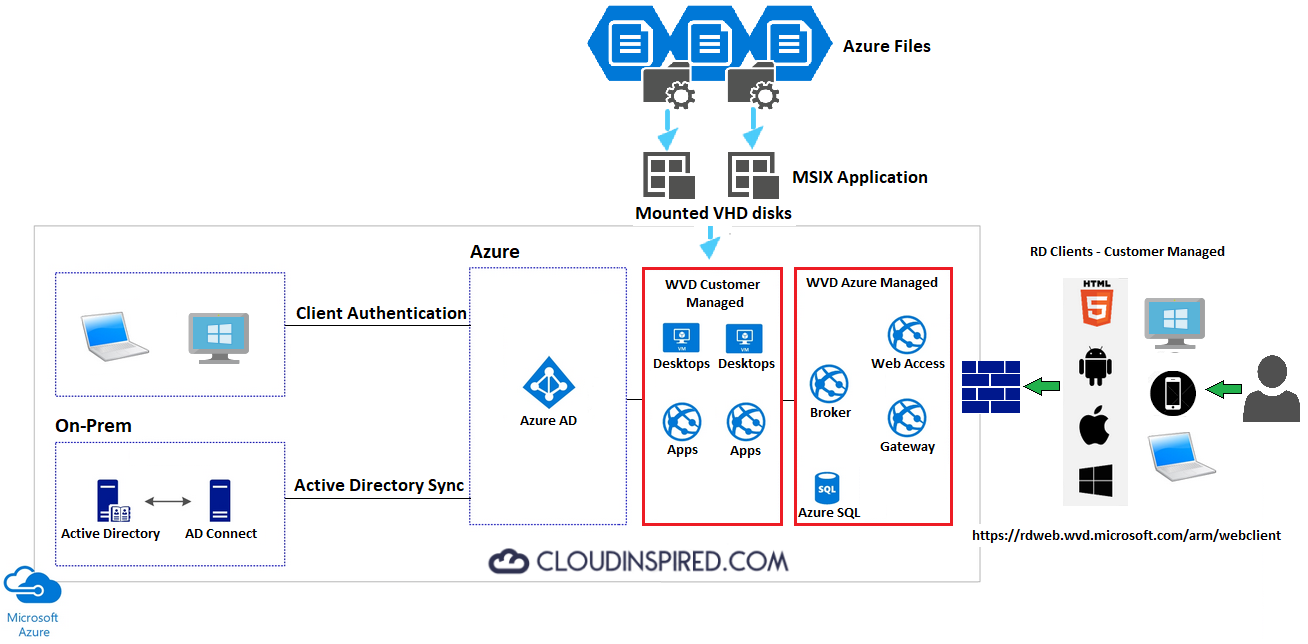 Azure Files
MSIX Application
Mounted VHD disks
Azure
RD Clients - Customer Managed
WVD Customer
Managed
WVD Azure Managed
HTML
5
Client Authentication
VM
VM
Desktops
Desktops
Web Access
Azure AD
Broker
On-Prem
Apps
Apps
Gateway
Active Directory Sync
SQL
Azure SQL
Active Directory
AD Connect
https://rdweb.wvd.microsoft.com/arm/webclient
CLOUDINSPIRED.COM
Microsoft
Azure